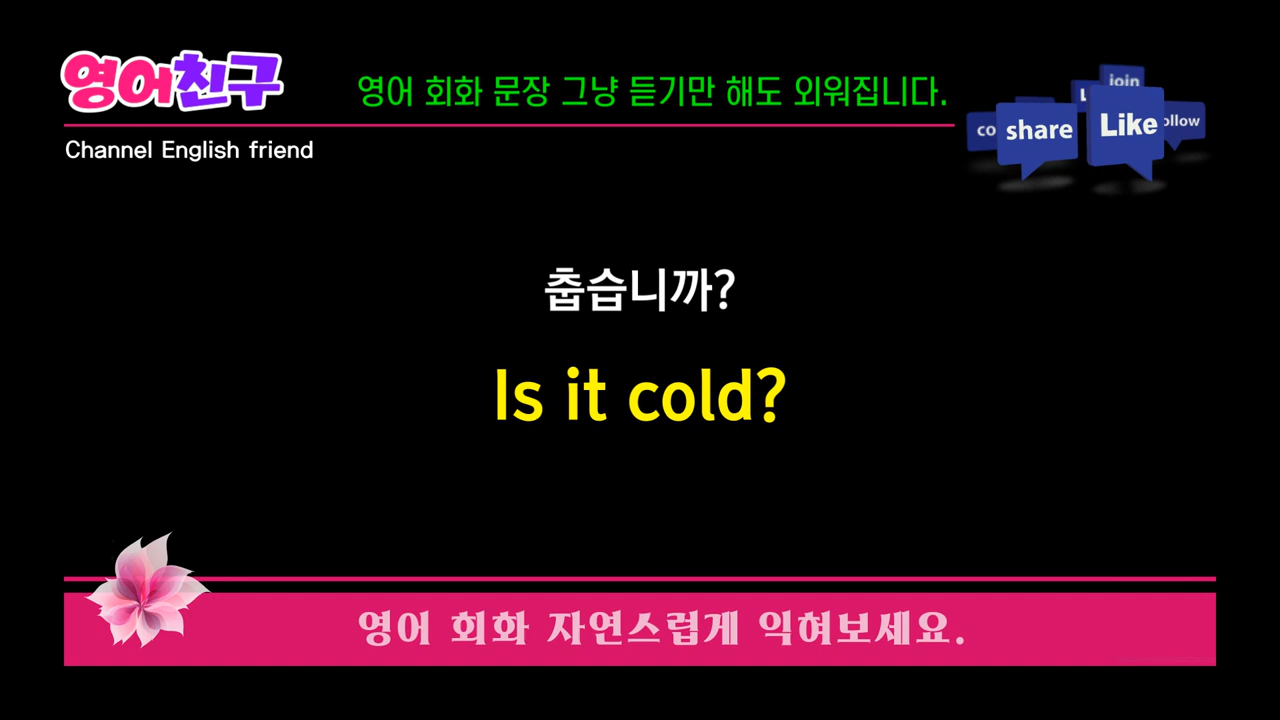 영어친구
영어 회화 문장 그냥 듣기만 해도 외워집니다.
Channel English friend
join
co
share
Like
ollow
춥습니까?
Is it cold?
영어 회화 자연스럽게 익혀보세요.